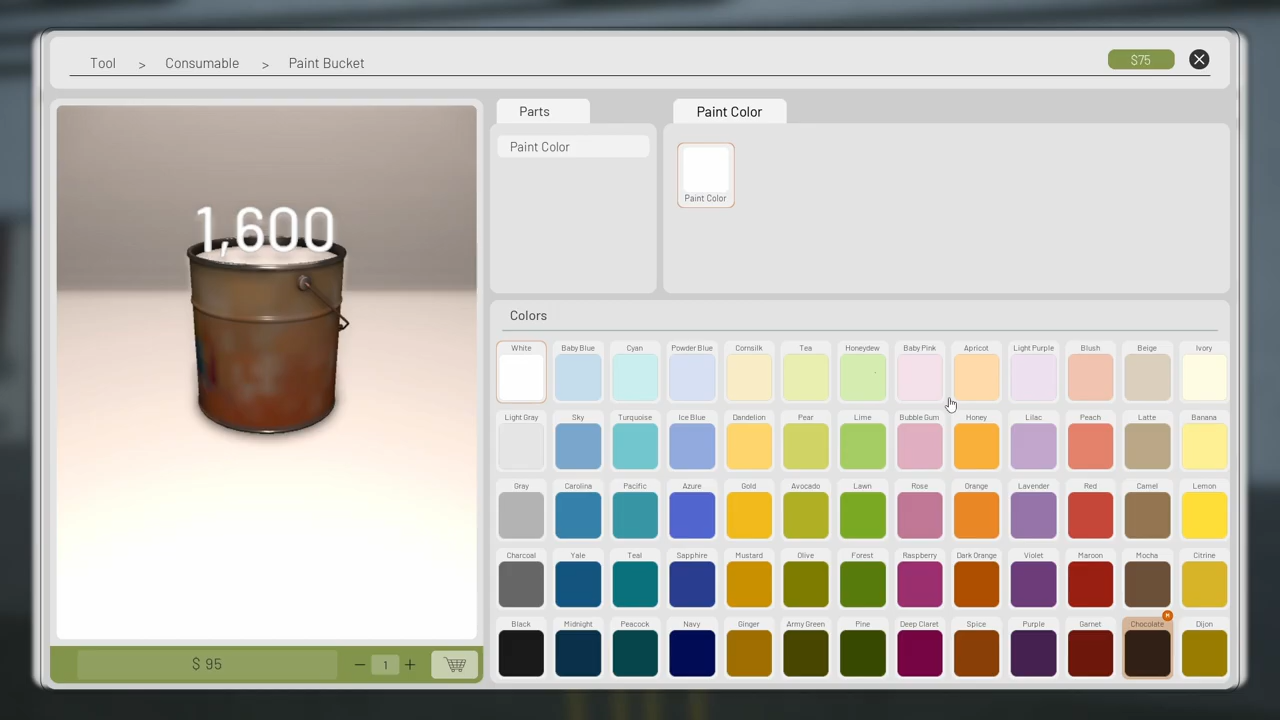 Tool > Consumable > Paint Bucket
$75
Parts
Paint Color
Paint Color
Paint Color
1,600
Colors
White Baby Blue Cyan Powder Blue Cornsilk Tea Honeydew Baby Pink Apricot Light Purple Blush Beige Ivory
Light Gray Sky Turquoise Ice Blue Dandelion Pear Lime Bubble Gum Honey Lilac Peach Latte Banana
Gray Carolina Pacific Azure Gold Avocado Lawn Rose Orange Lavender Red Camel Lemon
Charcoal Yale Teal Sapphire Mustard Olive Forest Raspberry Dark Orange Violet Maroon Mocha Citrine
M
Black Midnight Peacock Navy Ginger Army Green Pine Deep Claret Spice Purple Garnet Chocolate Dijon
$ 95
− 1 +